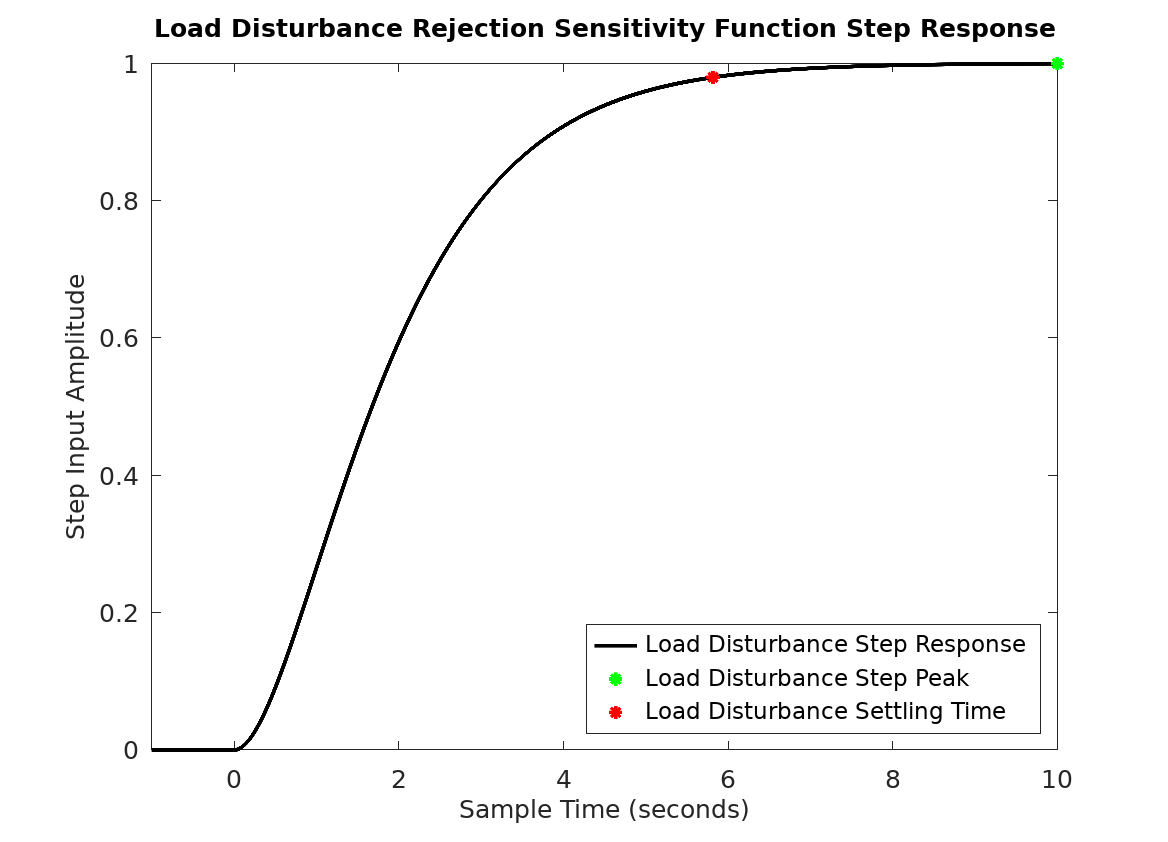 Load Disturbance Rejection Sensitivity Function Step Response
1
0.8
0.6
0.4
0.2
0
Step Input Amplitude
0 2 4 6 8 10
Sample Time (seconds)
Load Disturbance Step Response
Load Disturbance Step Peak
Load Disturbance Settling Time